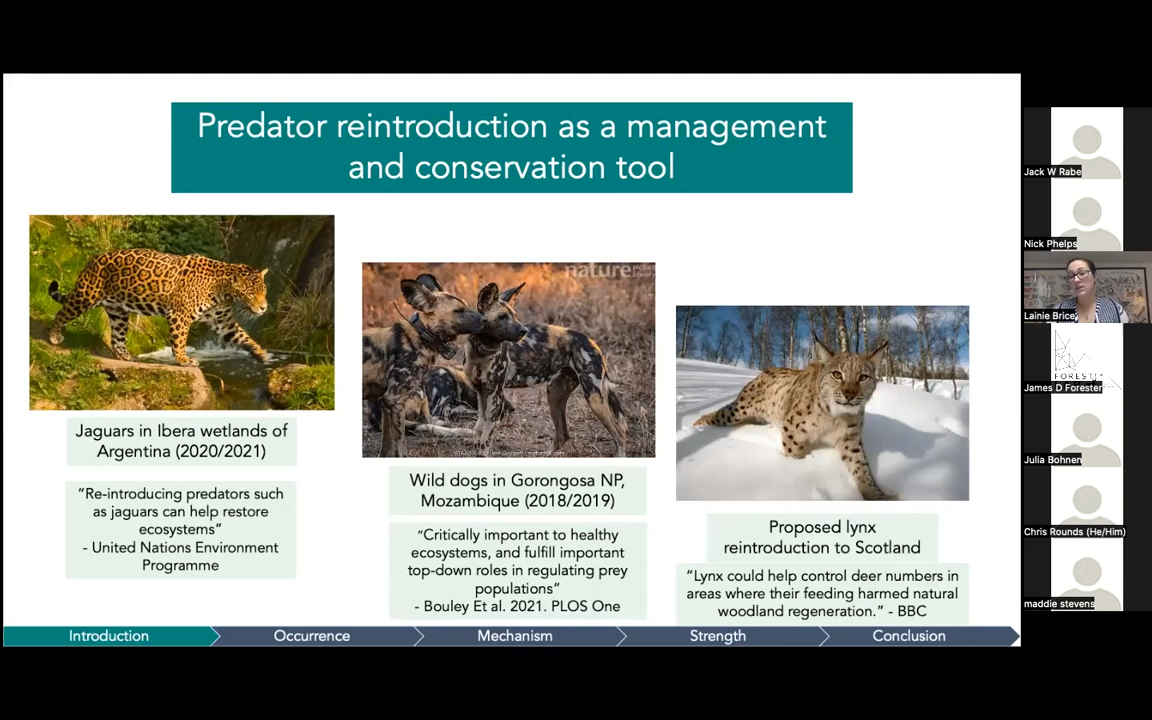 Predator reintroduction as a management
and conservation tool
Jaguars in Ibera wetlands of
Argentina (2020/2021)
“Re-introducing predators such
as jaguars can help restore
ecosystems”
- United Nations Environment
Programme
nature
picture
library
Wild dogs in Gorongosa NP,
Mozambique (2018/2019)
“Critically important to healthy
ecosystems, and fulfill important
top-down roles in regulating prey
populations”
- Bouley Et al. 2021. PLOS One
Proposed lynx
reintroduction to Scotland
“Lynx could help control deer numbers in
areas where their feeding harmed natural
woodland regeneration.” - BBC
Introduction
Occurrence
Mechanism
Strength
Conclusion
Jack W Rabe
Nick Phelps
Lainie Brice
FOREST
James D Forester
Julia Bohnen
Chris Rounds (He/Him)
maddie stevens